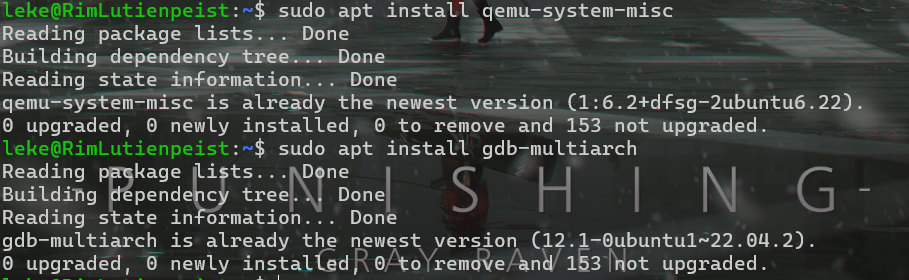 leke@RimLutienpeist:~$ sudo apt install qemu-system-misc
Reading package lists... Done
Building dependency tree... Done
Reading state information... Done
qemu-system-misc is already the newest version (1:6.2+dfsg-2ubuntu6.22).
0 upgraded, 0 newly installed, 0 to remove and 153 not upgraded.
leke@RimLutienpeist:~$ sudo apt install gdb-multiarch
Reading package lists... Done
Building dependency tree... Done
-PUNISHING-
Reading state information... Done
gdb-multiarch is already the newest version (12.1-0ubuntu1~22.04.2).
GRAY RAVEN
0 upgraded, 0 newly installed, 0 to remove and 153 not upgraded.